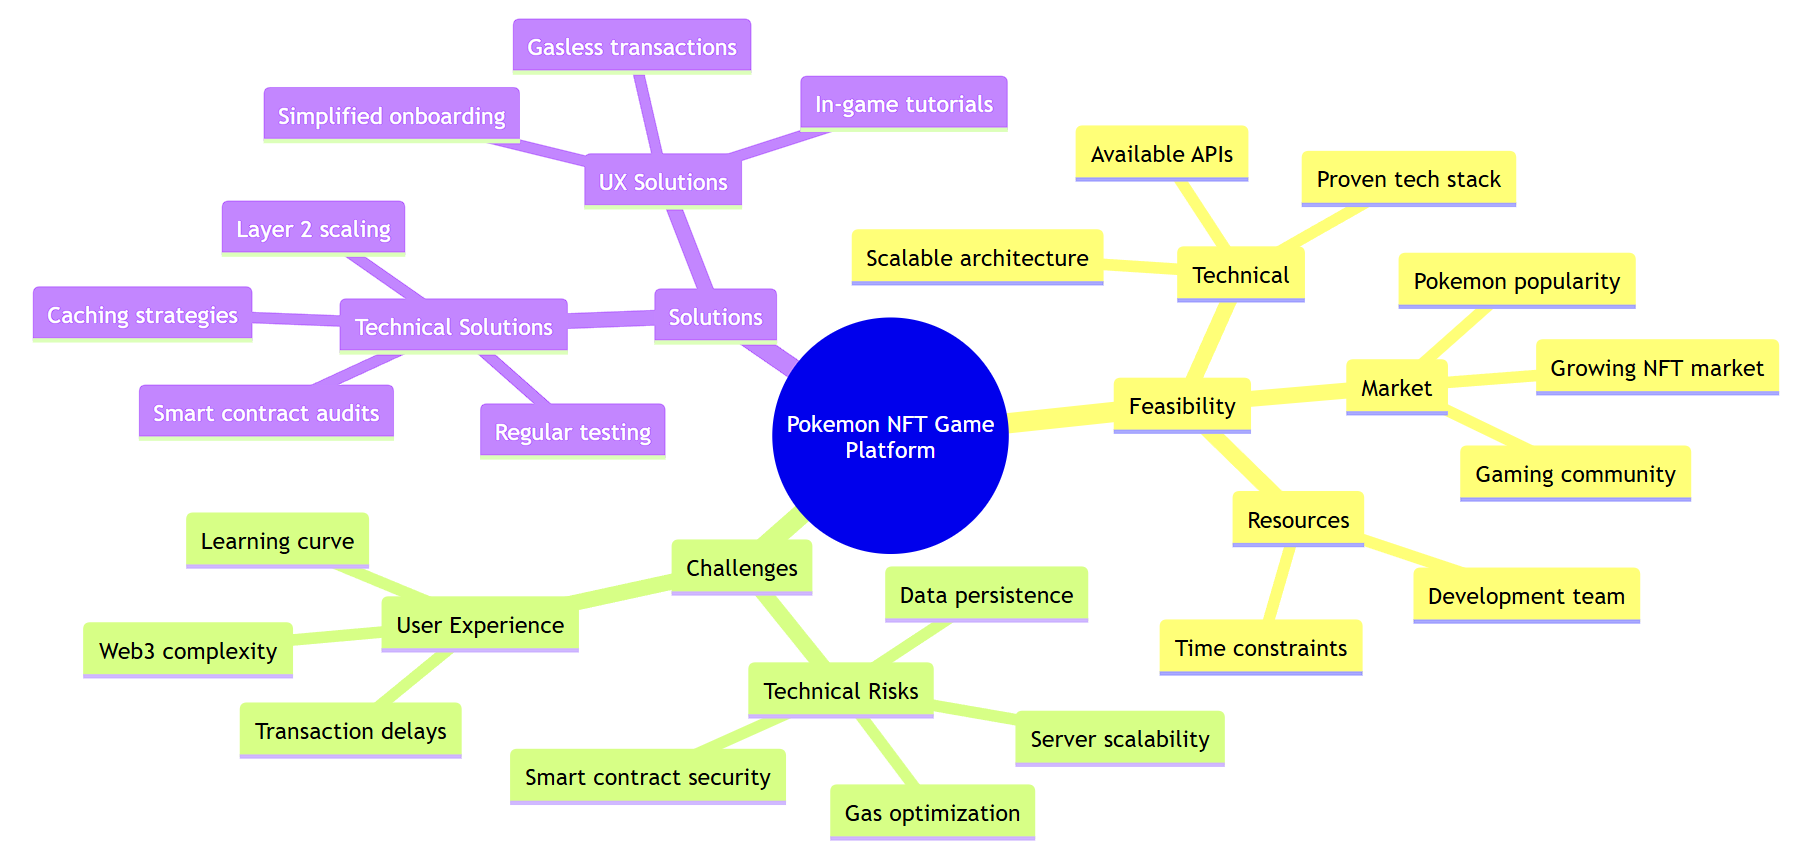 Pokemon NFT Game
Platform
Feasibility
Technical
Available APIs
Proven tech stack
Scalable architecture
Market
Pokemon popularity
Growing NFT market
Gaming community
Resources
Development team
Time constraints
Challenges
Technical Risks
Data persistence
Server scalability
Gas optimization
Smart contract security
User Experience
Learning curve
Web3 complexity
Transaction delays
Solutions
Technical Solutions
Layer 2 scaling
Caching strategies
Smart contract audits
Regular testing
UX Solutions
Simplified onboarding
Gasless transactions
In-game tutorials